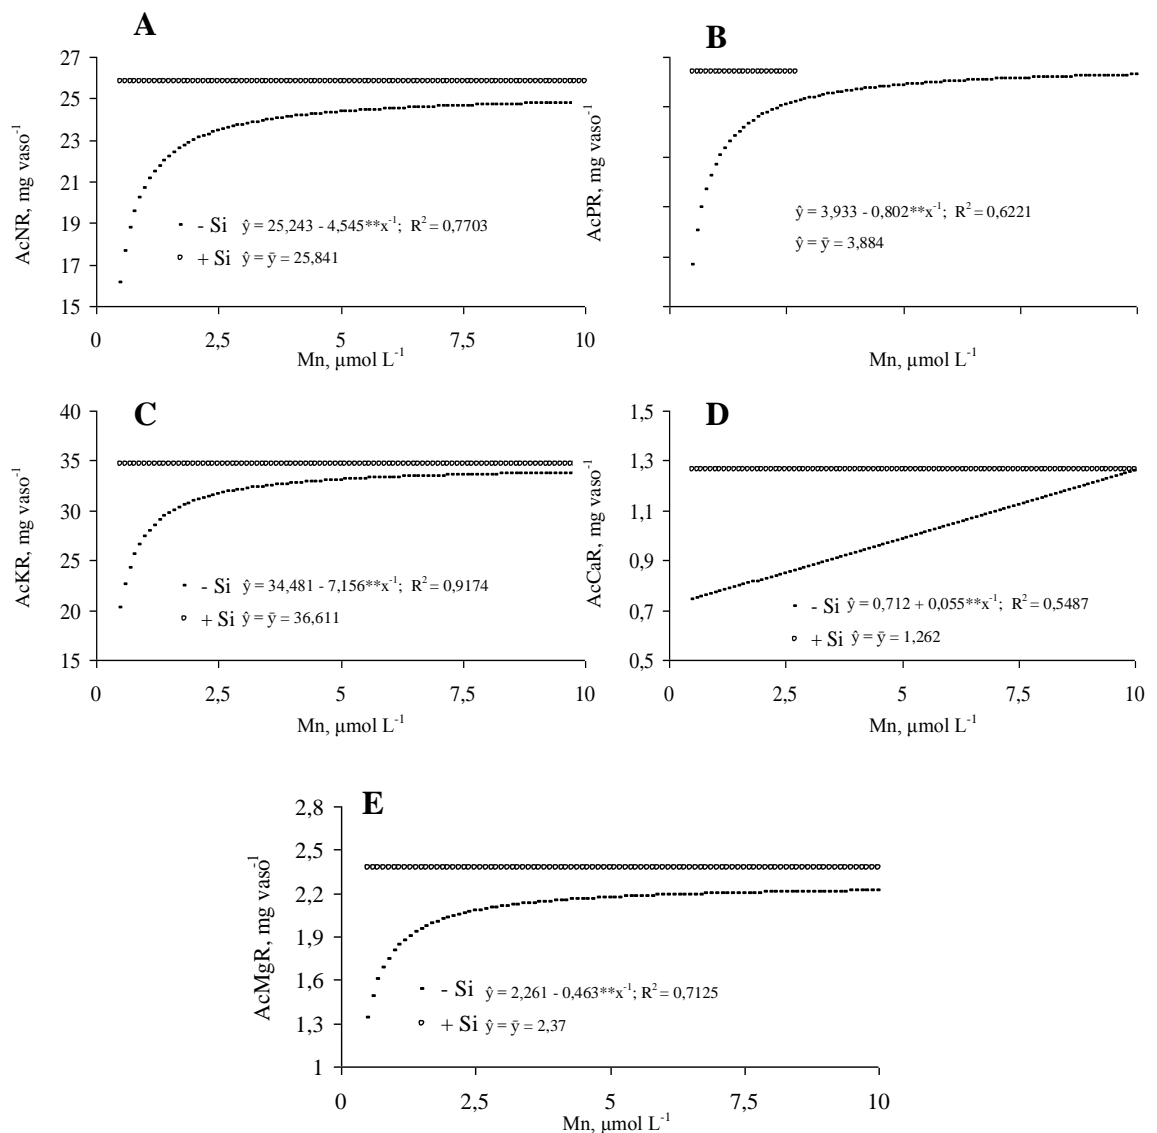 A
27
25
23
21
19
17
15
AcNR, mg vaso-1
- Si ŷ = 25,243 - 4,545**x-1; R2 = 0,7703
+ Si ŷ = ȳ = 25,841
0 2,5 5 7,5 10
Mn, µmol L-1
B
AcPR, mg vaso-1
ŷ = 3,933 - 0,802**x-1; R2 = 0,6221
ŷ = ȳ = 3,884
Mn, µmol L-1
C
40
35
30
25
20
15
AcKR, mg vaso-1
- Si ŷ = 34,481 - 7,156**x-1; R2 = 0,9174
+ Si ŷ = ȳ = 36,611
0 2,5 5 7,5 10
Mn, µmol L-1
D
1,5
1,3
1,1
0,9
0,7
0,5
AcCaR, mg vaso-1
- Si ŷ = 0,712 + 0,055**x-1; R2 = 0,5487
+ Si ŷ = ȳ = 1,262
0 2,5 5 7,5 10
Mn, µmol L-1
E
2,8
2,5
2,2
1,9
1,6
1,3
1
AcMgR, mg vaso-1
- Si ŷ = 2,261 - 0,463**x-1; R2 = 0,7125
+ Si ŷ = ȳ = 2,37
0 2,5 5 7,5 10
Mn, µmol L-1